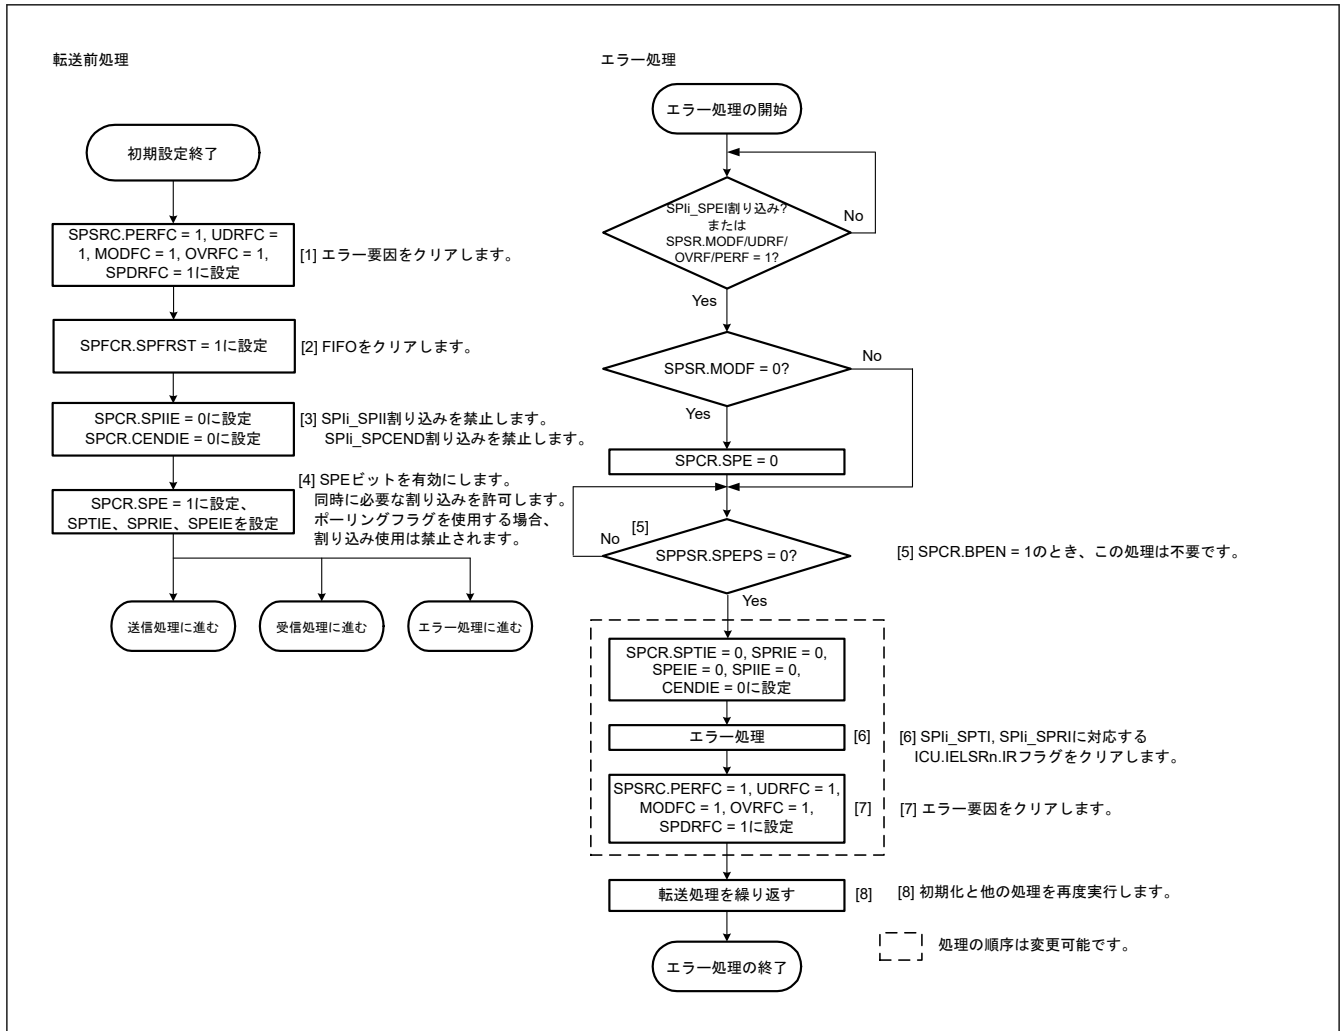 転送前処理
初期設定終了
SPSRC.PERFC = 1, UDRFC =
1, MODFC = 1, OVRFC = 1,
SPDRFC = 1に設定
[1] エラー要因をクリアします。
SPFCR.SPFRST = 1に設定
[2] FIFOをクリアします。
SPCR.SPIIE = 0に設定
SPCR.CENDIE = 0に設定
[3] SPIi_SPII割り込みを禁止します。
SPIi_SPCEND割り込みを禁止します。
SPCR.SPE = 1に設定、
SPTIE、SPRIE、SPEIEを設定
[4] SPEビットを有効にします。
同時に必要な割り込みを許可します。
ポーリングフラグを使用する場合、
割り込み使用は禁止されます。
送信処理に進む
受信処理に進む
エラー処理に進む
エラー処理
エラー処理の開始
SPIi_SPEI割り込み?
または
SPSR.MODF/UDRF/
OVRF/PERF = 1?
No
Yes
SPSR.MODF = 0?
No
Yes
SPCR.SPE = 0
[5]
No
SPPSR.SPEPS = 0?
[5] SPCR.BPEN = 1のとき、この処理は不要です。
Yes
SPCR.SPTIE = 0, SPRIE = 0,
SPEIE = 0, SPIIE = 0,
CENDIE = 0に設定
エラー処理
[6]
[6] SPIi_SPTI, SPIi_SPRIに対応する
ICU.IELSRn.IRフラグをクリアします。
SPSRC.PERFC = 1, UDRFC = 1,
MODFC = 1, OVRFC = 1,
SPDRFC = 1に設定
[7]
[7] エラー要因をクリアします。
転送処理を繰り返す
[8]
[8] 初期化と他の処理を再度実行します。
処理の順序は変更可能です。
エラー処理の終了